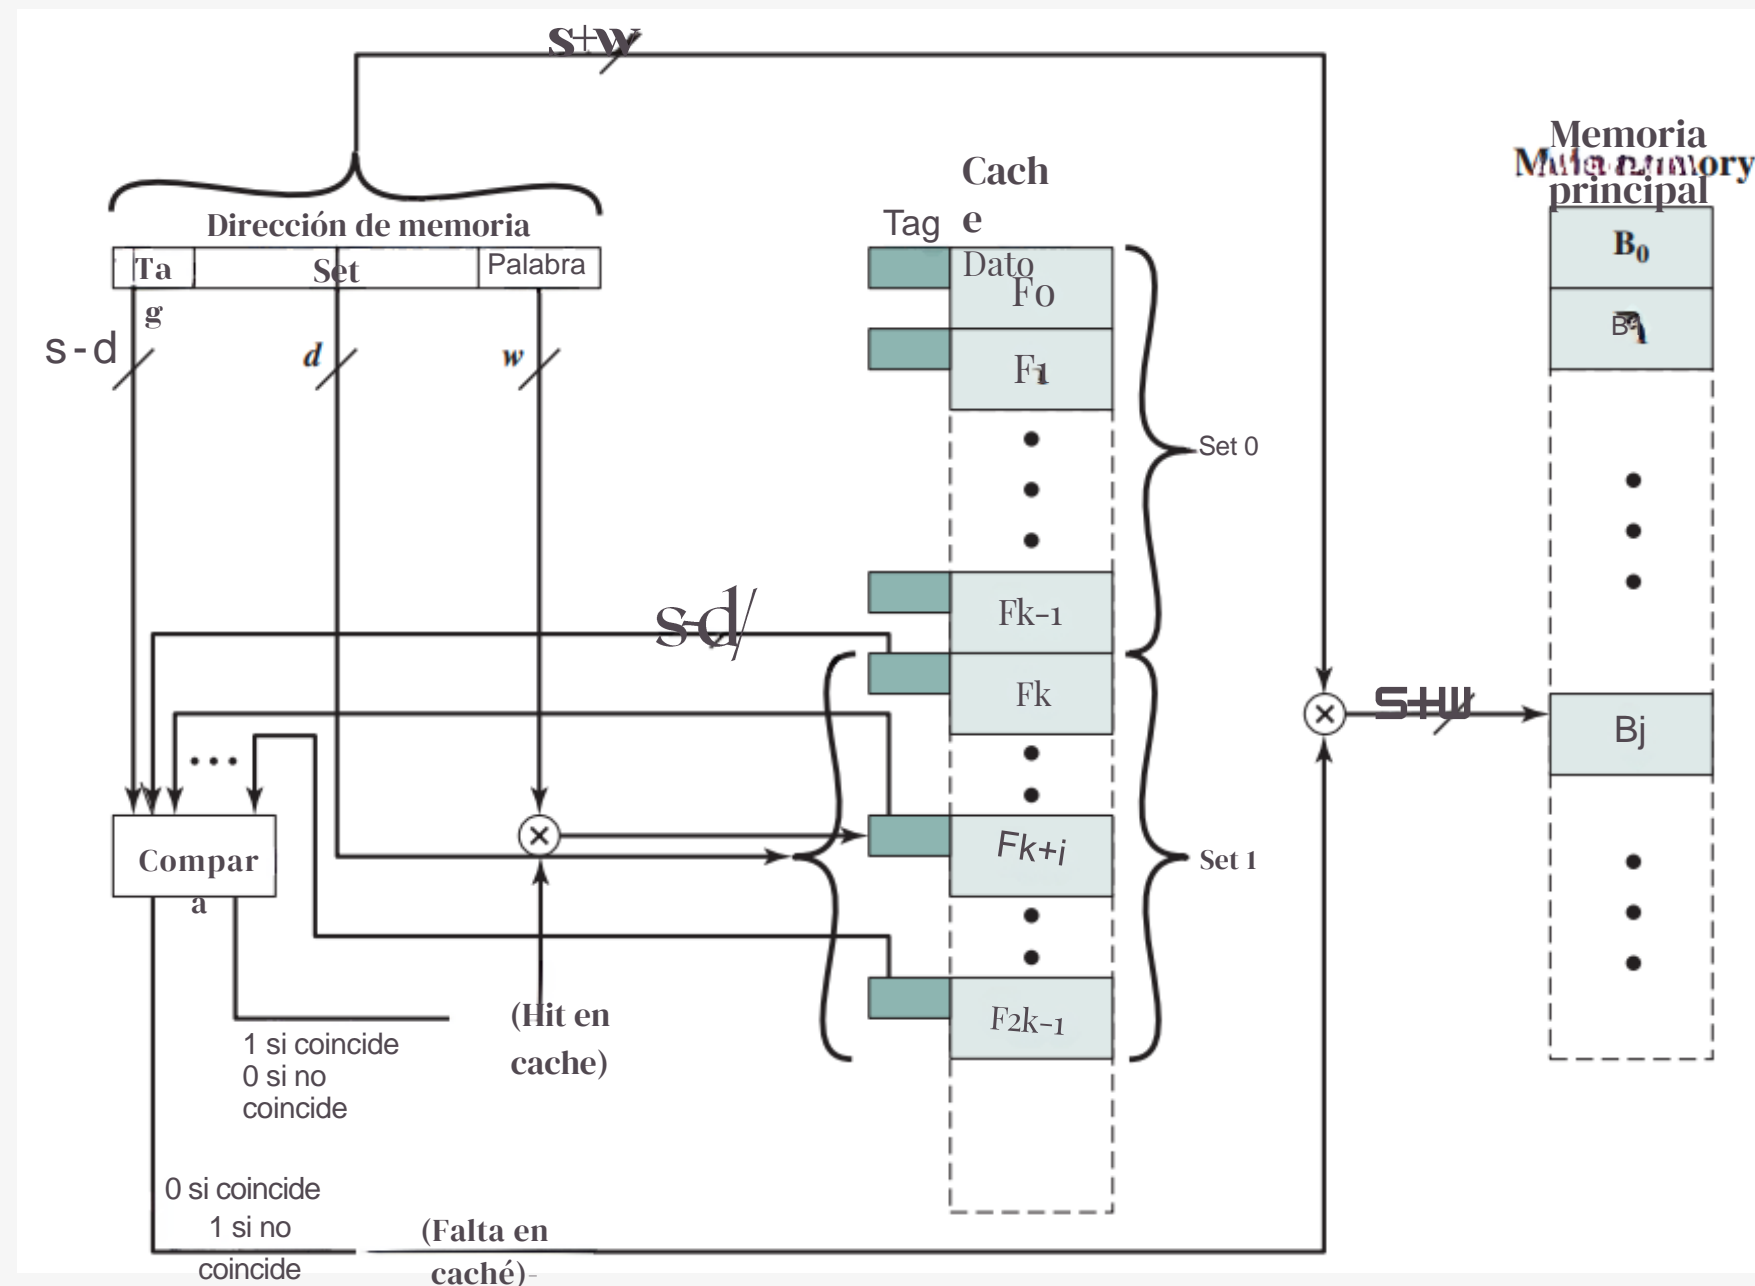 s+w
Memoria
principal
Cach
e
Dirección de memoria
Tag
Ta
g
Set
Palabra
Dato
F0
B0
s-d
d
w
F1
Set 0
Fk-1
s-d
Fk
s+w
Bj
Compar
a
Fk+i
Set 1
F2k-1
(Hit en
cache)
1 si coincide
0 si no
coincide
0 si coincide
1 si no
coincide
(Falta en
caché)